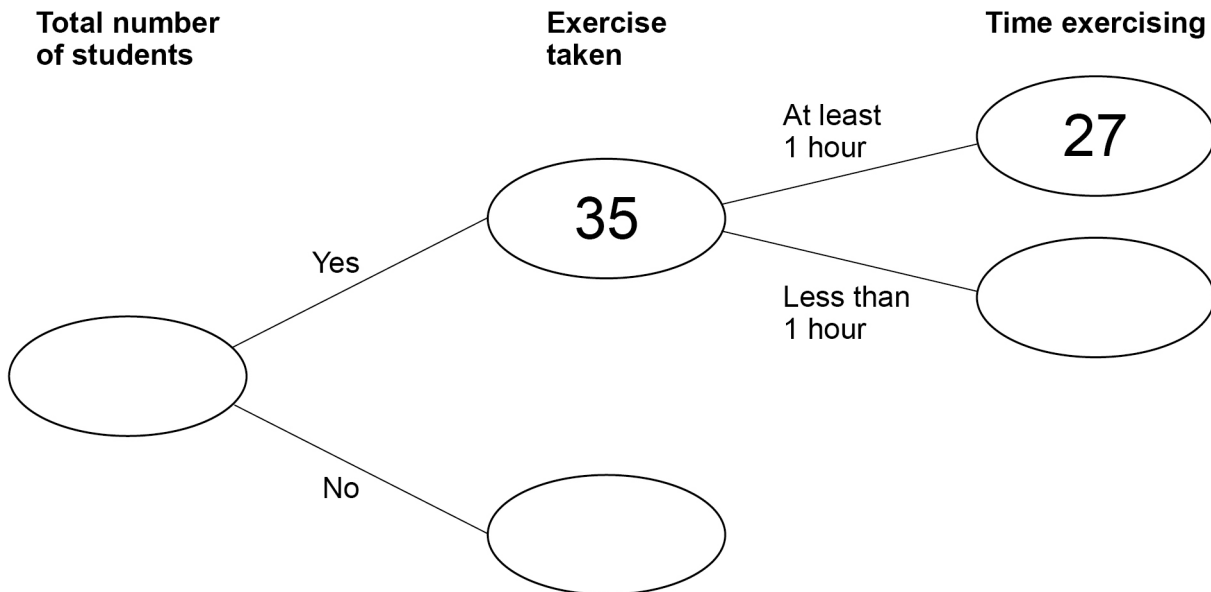 Total number
of students
Exercise
taken
Time exercising
At least
1 hour
27
35
Yes
Less than
1 hour
No